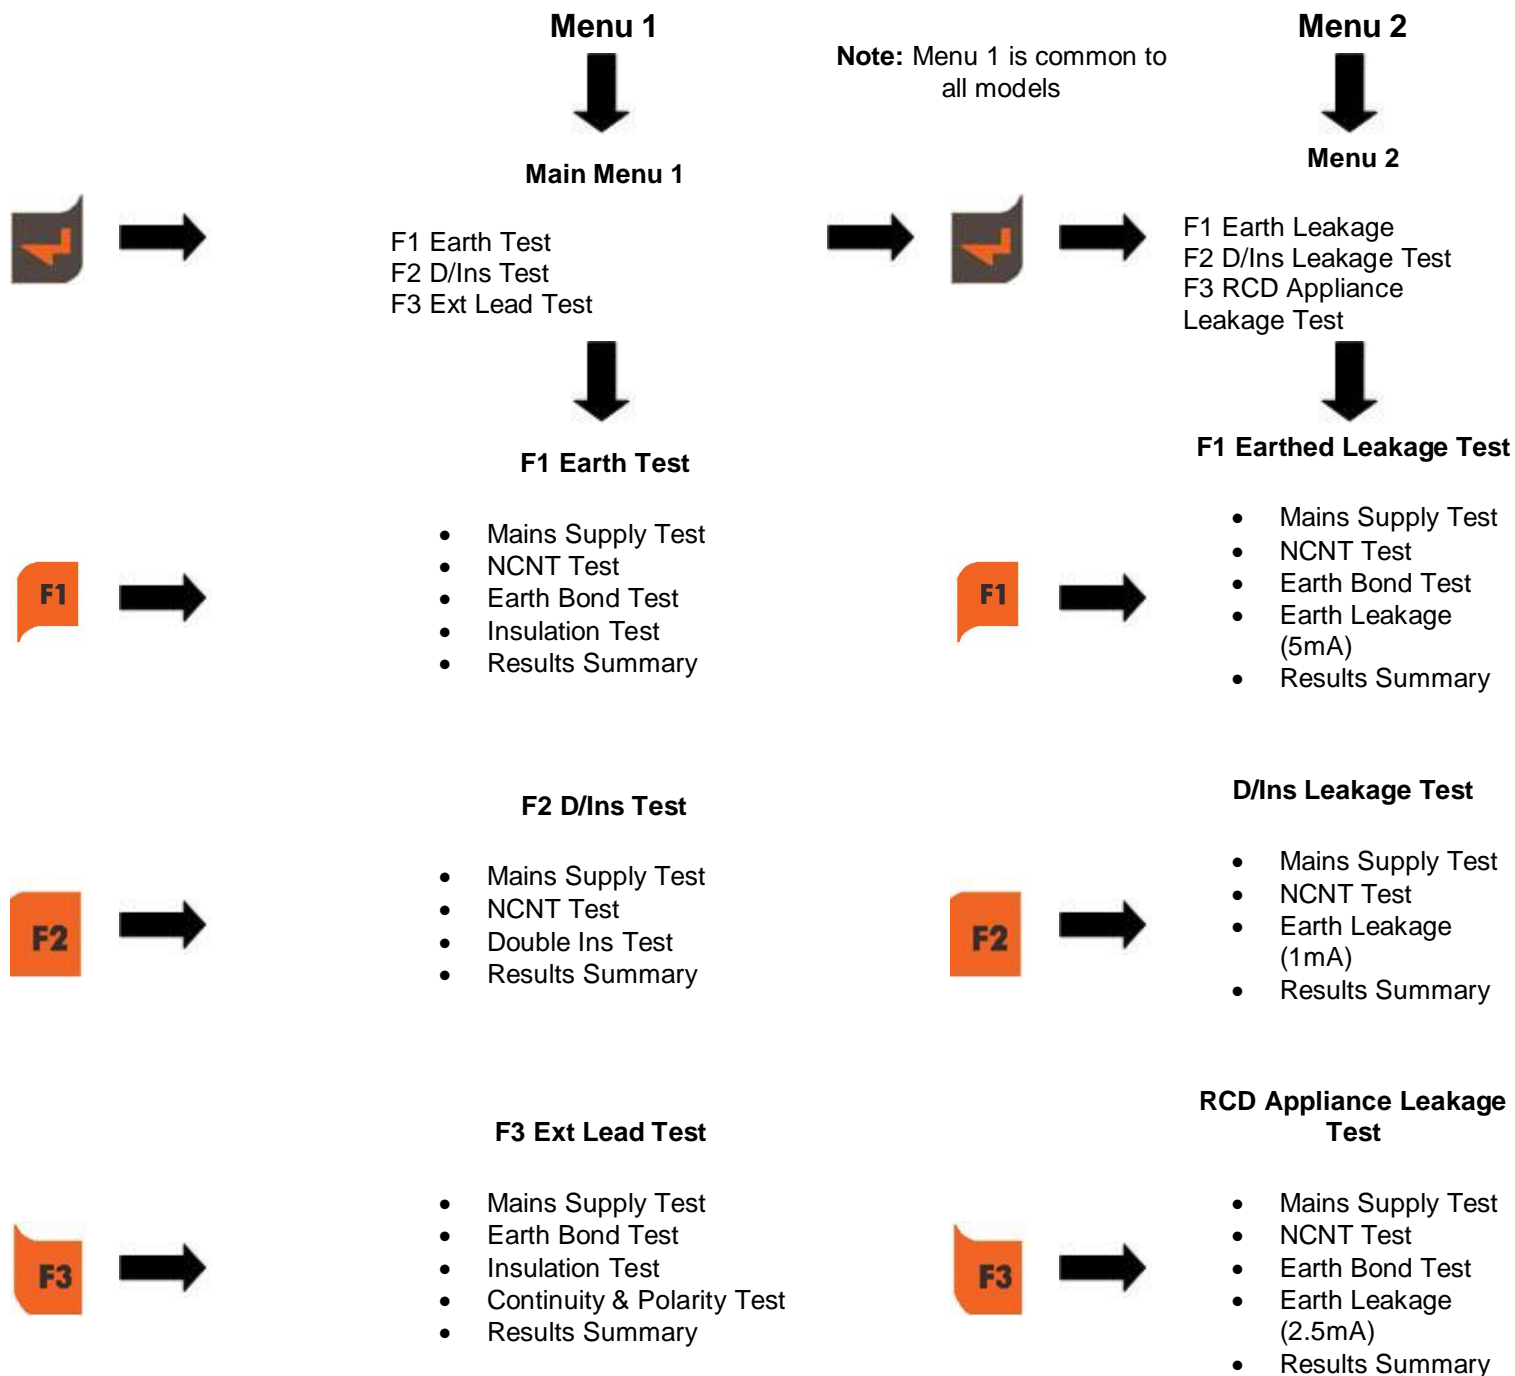 Menu 1
Note: Menu 1 is common to
all models
Menu 2
Main Menu 1
F1 Earth Test
F2 D/Ins Test
F3 Ext Lead Test
Menu 2
F1 Earth Leakage
F2 D/Ins Leakage Test
F3 RCD Appliance
Leakage Test
F1
F1 Earth Test
• Mains Supply Test
• NCNT Test
• Earth Bond Test
• Insulation Test
• Results Summary
F1
F1 Earthed Leakage Test
• Mains Supply Test
• NCNT Test
• Earth Bond Test
• Earth Leakage
(5mA)
• Results Summary
F2
F2 D/Ins Test
• Mains Supply Test
• NCNT Test
• Double Ins Test
• Results Summary
F2
D/Ins Leakage Test
• Mains Supply Test
• NCNT Test
• Earth Leakage
(1mA)
• Results Summary
F3
F3 Ext Lead Test
• Mains Supply Test
• Earth Bond Test
• Insulation Test
• Continuity & Polarity Test
• Results Summary
F3
RCD Appliance Leakage
Test
• Mains Supply Test
• NCNT Test
• Earth Bond Test
• Earth Leakage
(2.5mA)
• Results Summary